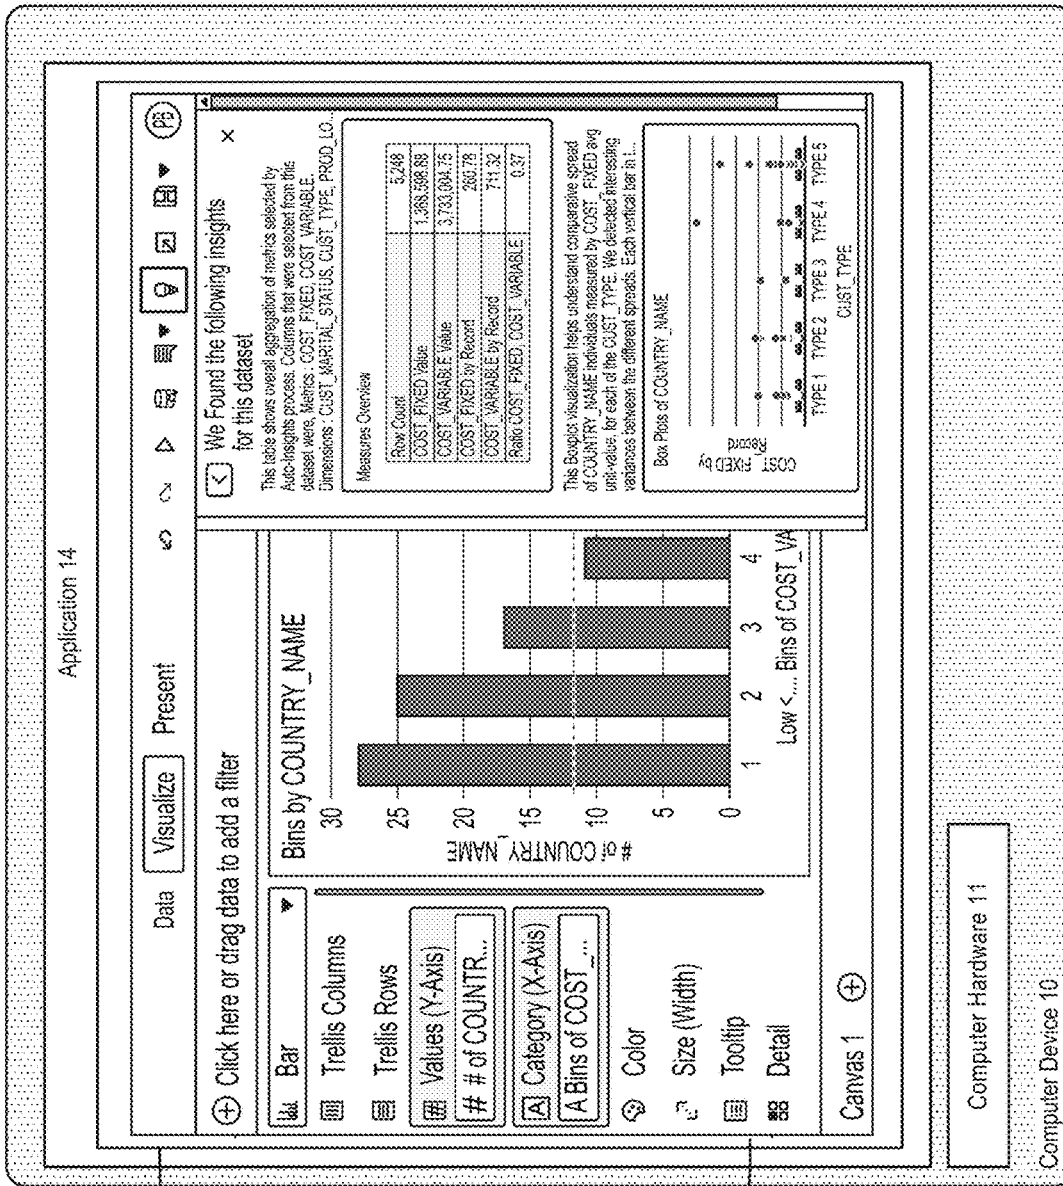 Application 14
Data Visualize Present
PB
Click here or drag data to add a filter
Bar
Trellis Columns
Trellis Rows
# Values (Y-Axis)
# # of COUNTR...
A Category (X-Axis)
A Bins of COST_...
Color
Size (Width)
Tooltip
Detail
Bins by COUNTRY_NAME
# of COUNTRY_NAME
30
25
20
15
10
5
0
1 2 3 4
Low <.... Bins of COST_VA
We Found the following insights
for this dataset
This table shows overall aggregation of metrics selected by
Auto-Insights process. Columns that were selected from this
dataset were, Metrics : COST_FIXED, COST_VARIABLE.
Dimensions : CUST_MARITAL_STATUS, CUST_TYPE, PROD_LO...
Measures Overview
Row Count 5,248
COST_FIXED Value 1,368,598.88
COST_VARIABLE Value 3,733,004.75
COST_FIXED by Record 260.78
COST_VARIABLE by Record 711.32
Ratio COST_FIXED, COST_VARIABLE 0.37
This Boxplots visualization helps understand comparative spread
of COUNTRY_NAME individuals measured by COST_FIXED avg
unit-value, for each of the CUST_TYPE. We detected interesting
variances between the different spreads. Each vertical bar in t...
Box Plots of COUNTRY_NAME
COST_FIXED by
Record
TYPE 1 TYPE 2 TYPE 3 TYPE 4 TYPE 5
CUST_TYPE
Canvas 1
Computer Hardware 11
Computer Device 10